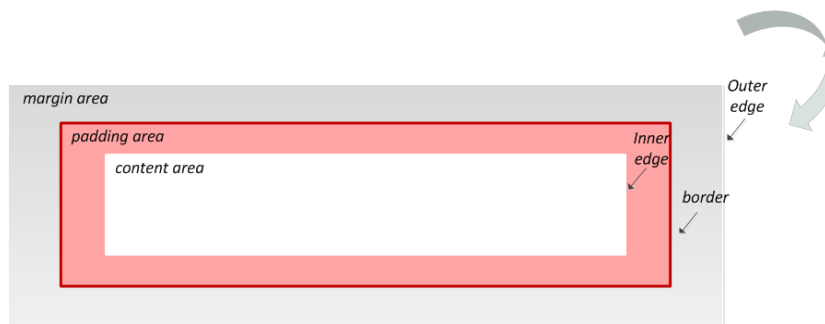 margin area
Outer
edge
padding area
Inner
edge
content area
border